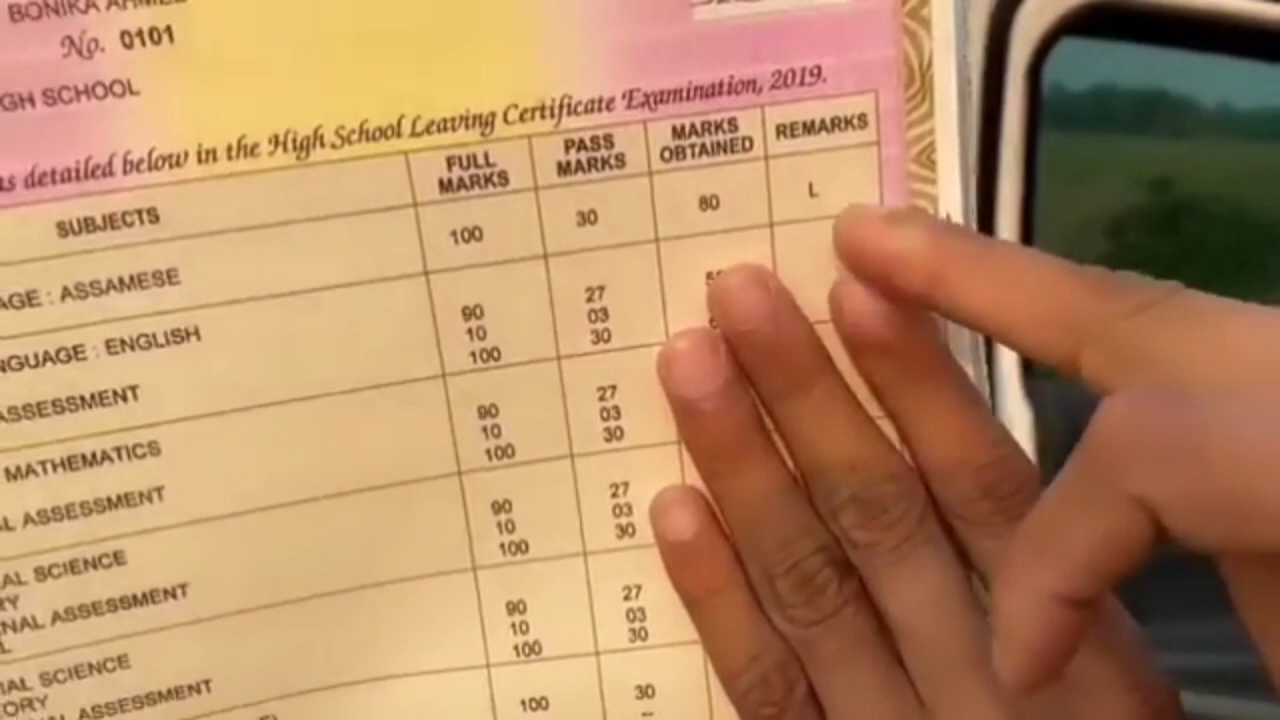 BONIKA
No. 0101
GH SCHOOL
as detailed below in the High School Leaving Certificate Examination, 2019.
SUBJECTS FULL MARKS PASS MARKS MARKS OBTAINED REMARKS
AGE : ASSAMESE 100 30 80 L
NGUAGE : ENGLISH 90 27
ASSESSMENT 10 03
100 30
MATHEMATICS 90 27
L ASSESSMENT 10 03
100 30
AL SCIENCE 90 27
RY
NAL ASSESSMENT 10 03
L 100 30
IAL SCIENCE 90 27
ORY
NAL ASSESSMENT 10 03
100 30
100 30
--